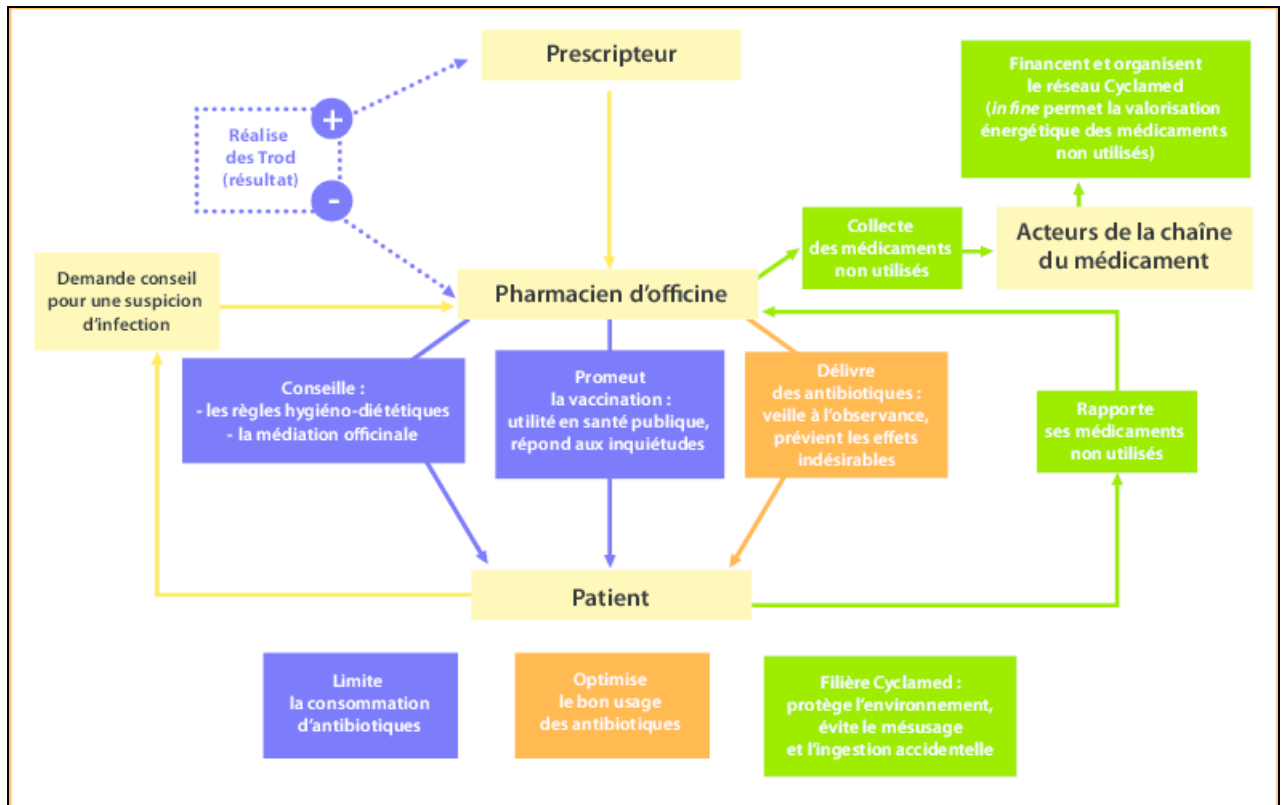 Prescripteur
Financent et organisent
le réseau Cyclamed
(in fine permet la valorisation
énergétique des médicaments
non utilisés)
+
Réalise
des Trod
(résultat)
-
Collecte
des médicaments
non utilisés
Acteurs de la chaîne
du médicament
Demande conseil
pour une suspicion
d'infection
Pharmacien d'officine
Conseille :
- les règles hygiéno-diététiques
- la médiation officinale
Promeut
la vaccination :
utilité en santé publique,
répond aux inquiétudes
Délivre
des antibiotiques :
veille à l'observance,
prévient les effets
indésirables
Rapporte
ses médicaments
non utilisés
Patient
Limite
la consommation
d'antibiotiques
Optimise
le bon usage
des antibiotiques
Filière Cyclamed :
protège l'environnement,
évite le mésusage
et l'ingestion accidentelle